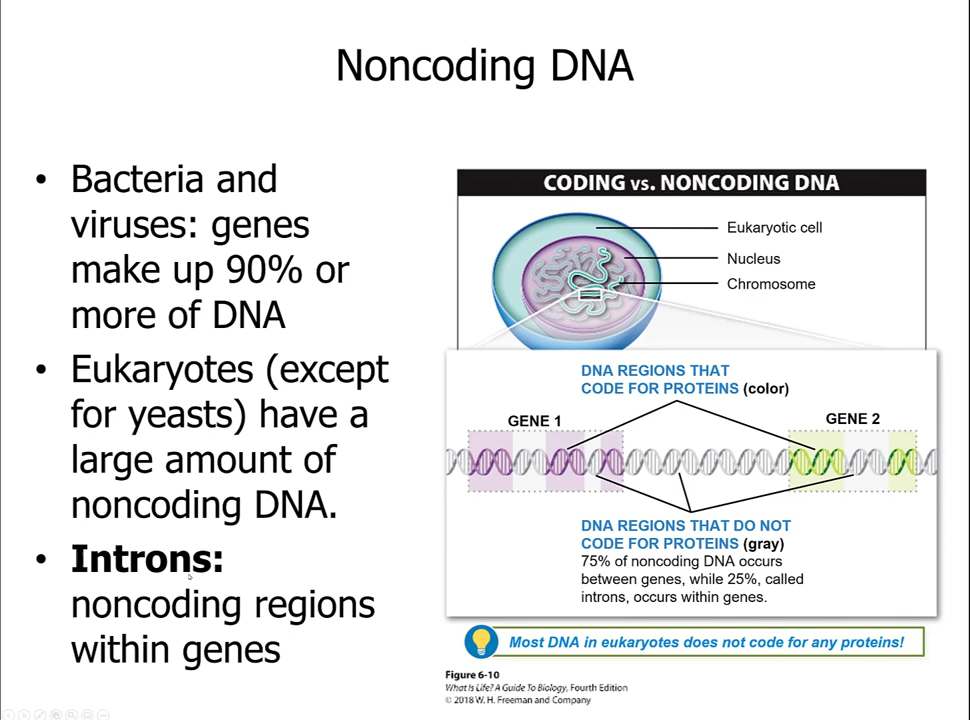 Noncoding DNA
• Bacteria and
viruses: genes
make up 90% or
more of DNA
• Eukaryotes (except
for yeasts) have a
large amount of
noncoding DNA.
• Introns:
noncoding regions
within genes
CODING vs. NONCODING DNA
Eukaryotic cell
Nucleus
Chromosome
DNA REGIONS THAT
CODE FOR PROTEINS (color)
GENE 1
GENE 2
DNA REGIONS THAT DO NOT
CODE FOR PROTEINS (gray)
75% of noncoding DNA occurs
between genes, while 25%, called
introns, occurs within genes.
Most DNA in eukaryotes does not code for any proteins!
Figure 6-10
What Is Life? A Guide To Biology, Fourth Edition
© 2018 W. H. Freeman and Company